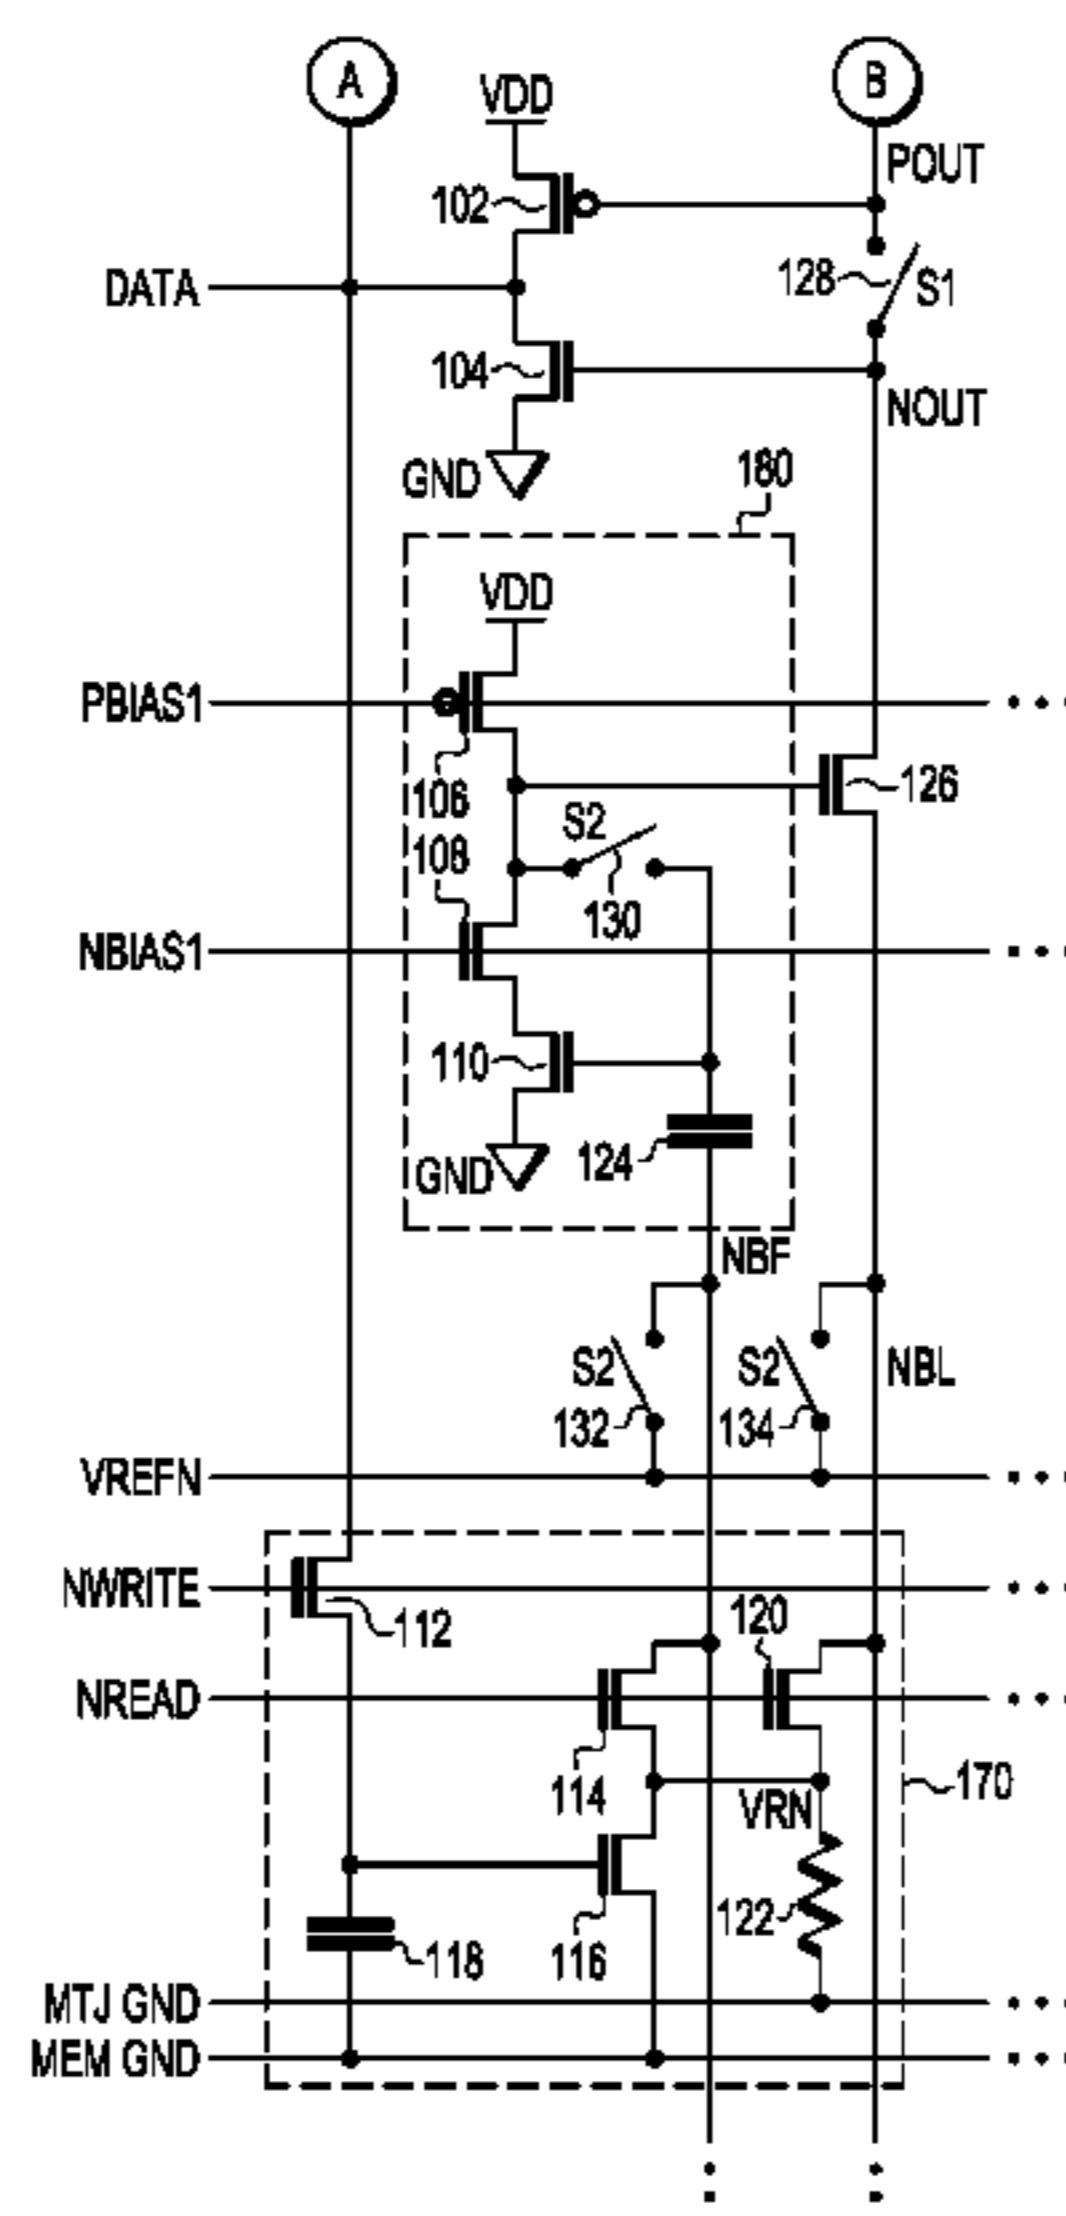 A
B
VDD
POUT
102
128
S1
DATA
104
NOUT
GND
180
VDD
PBIAS1
106
126
S2
108
130
NBIAS1
110
124
GND
NBF
S2
S2
NBL
132
134
VREFN
NWRITE
112
120
NREAD
114
VRN
170
122
118
116
MTJ GND
MEM GND